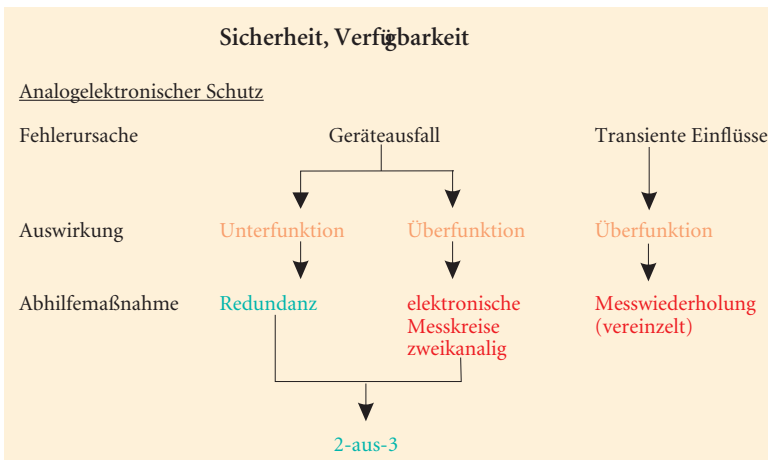 Sicherheit, Verfügbarkeit
Analogelektronischer Schutz
Fehlerursache Geräteausfall Transiente Einflüsse
Auswirkung Unterfunktion Überfunktion Überfunktion
Abhilfemaßnahme Redundanz elektronische Messwiederholung
Messkreise (vereinzelt)
zweikanalig
2-aus-3